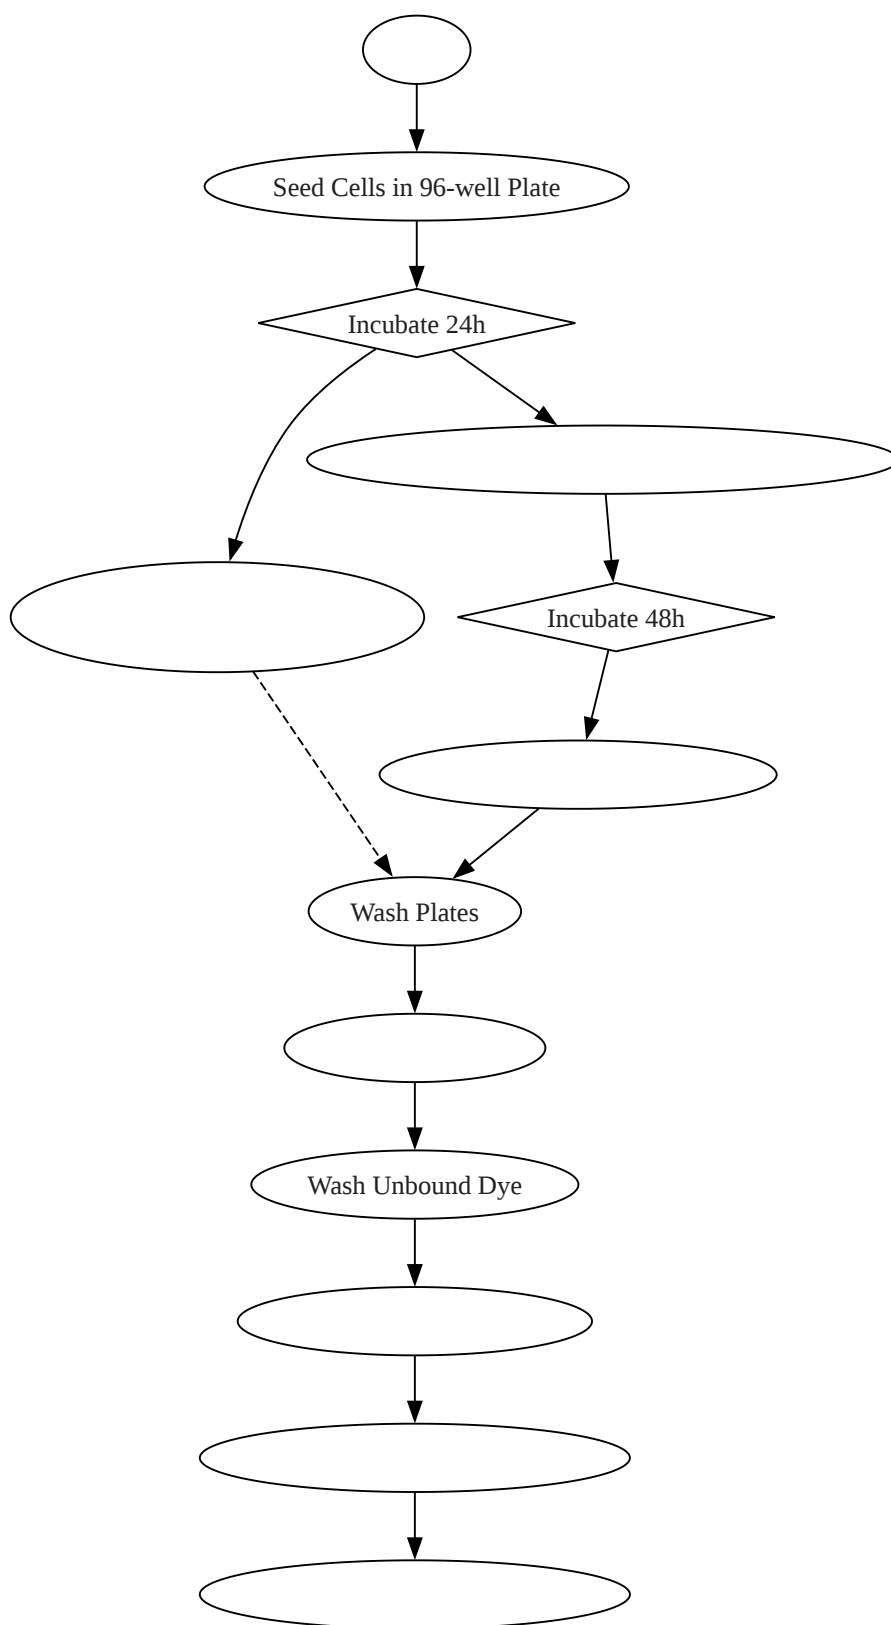 Seed Cells in 96-well Plate
Incubate 24h
Incubate 48h
Wash Plates
Wash Unbound Dye